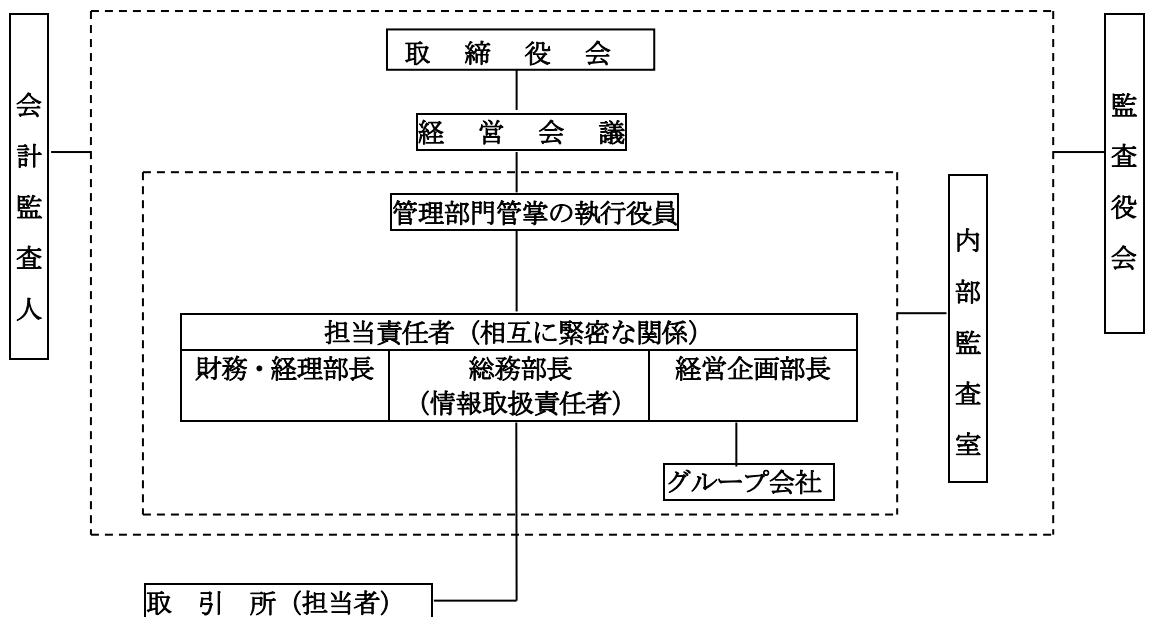 取締役会
経営会議
管理部門管掌の執行役員
担当責任者（相互に緊密な関係）
財務・経理部長
総務部長
（情報取扱責任者）
経営企画部長
グループ会社
取引所（担当者）
会計監査人
内部監査室
監査役会